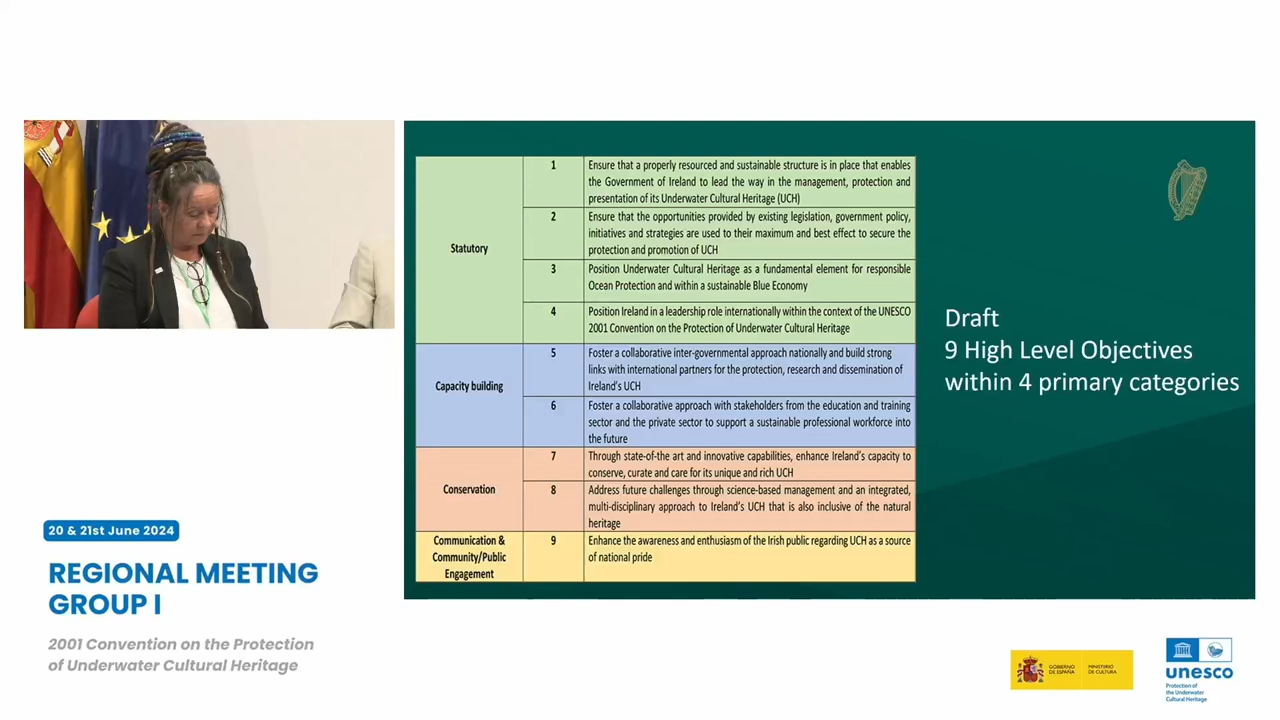 Statutory
1
Ensure that a properly resourced and sustainable structure is in place that enables
the Government of Ireland to lead the way in the management, protection and
presentation of its Underwater Cultural Heritage (UCH)
2
Ensure that the opportunities provided by existing legislation, government policy,
initiatives and strategies are used to their maximum and best effect to secure the
protection and promotion of UCH
3
Position Underwater Cultural Heritage as a fundamental element for responsible
Ocean Protection and within a sustainable Blue Economy
4
Position Ireland in a leadership role internationally within the context of the UNESCO
2001 Convention on the Protection of Underwater Cultural Heritage
Capacity building
5
Foster a collaborative inter-governmental approach nationally and build strong
links with international partners for the protection, research and dissemination of
Ireland's UCH
6
Foster a collaborative approach with stakeholders from the education and training
sector and the private sector to support a sustainable professional workforce into
the future
Conservation
7
Through state-of-the art and innovative capabilities, enhance Ireland's capacity to
conserve, curate and care for its unique and rich UCH
8
Address future challenges through science-based management and an integrated,
multi-disciplinary approach to Ireland's UCH that is also inclusive of the natural
heritage
Communication &
Community/Public
Engagement
9
Enhance the awareness and enthusiasm of the Irish public regarding UCH as a source
of national pride
Draft
9 High Level Objectives
within 4 primary categories
20 & 21st June 2024
REGIONAL MEETING
GROUP I
2001 Convention on the Protection
of Underwater Cultural Heritage
GOBIERNO
DE ESPAÑA
MINISTERIO
DE CULTURA
unesco
Protection of
the Underwater
Cultural Heritage